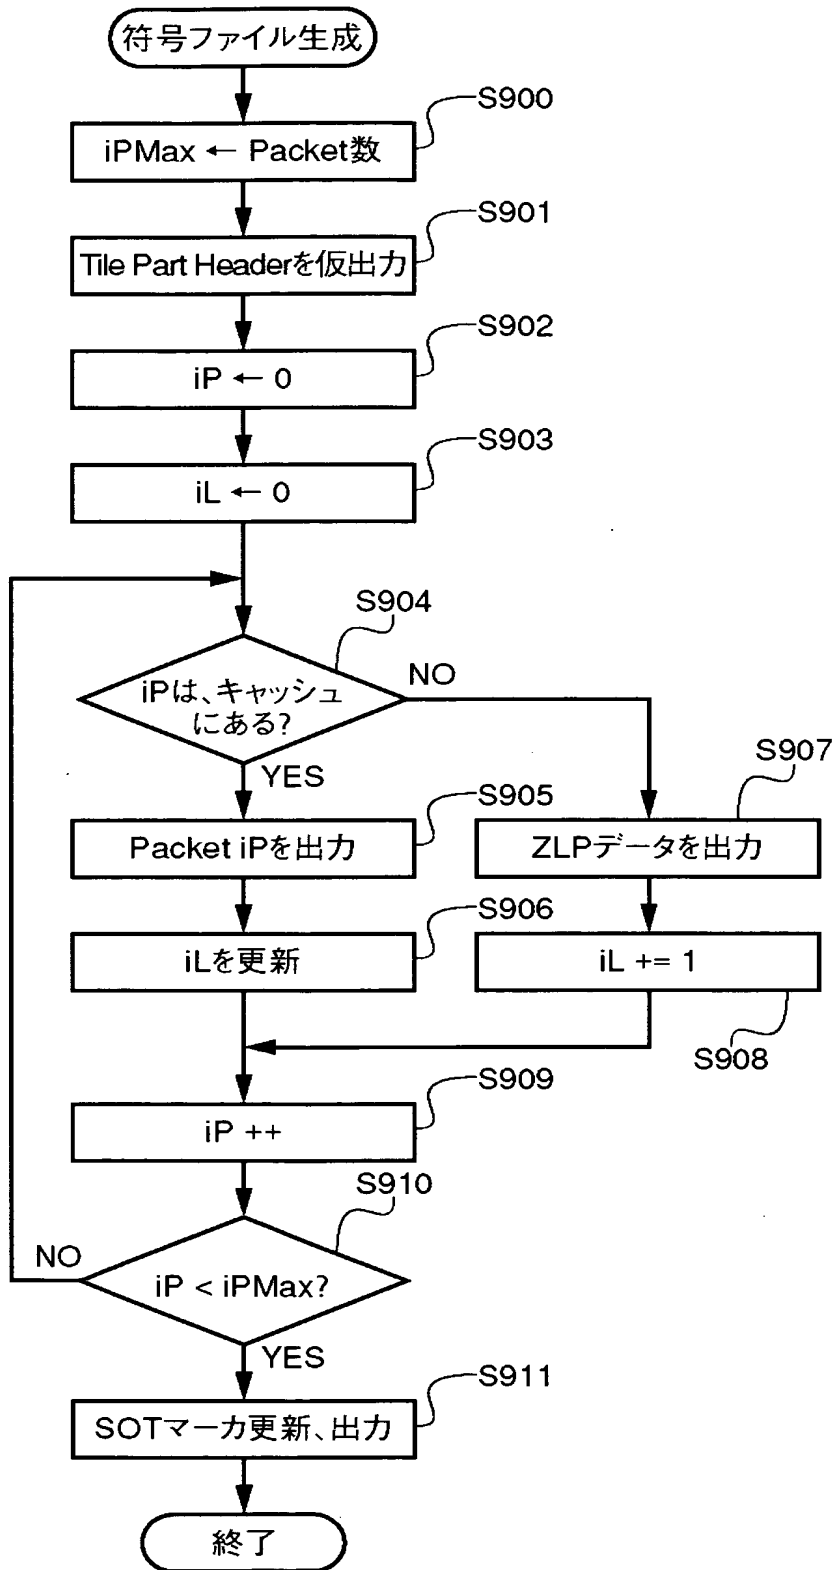 符号ファイル生成
S900
iPMax ← Packet数
S901
Tile Part Headerを仮出力
S902
iP ← 0
S903
iL ← 0
S904
iPは、キャッシュ
にある?
NO
YES
S905
Packet iPを出力
S907
ZLPデータを出力
S906
iLを更新
iL += 1
S908
S909
iP ++
S910
NO
iP < iPMax?
YES
S911
SOTマーカ更新、出力
終了